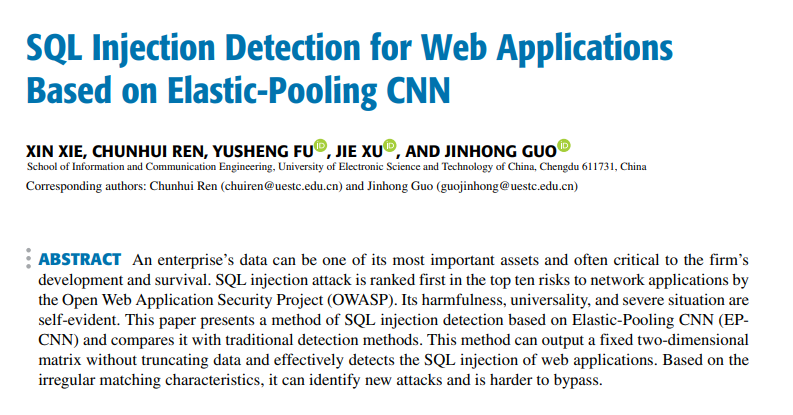 SQL Injection Detection for Web Applications
Based on Elastic-Pooling CNN
XIN XIE, CHUNHUI REN, YUSHENG FU iD, JIE XU iD, AND JINHONG GUO iD
School of Information and Communication Engineering, University of Electronic Science and Technology of China, Chengdu 611731, China
Corresponding authors: Chunhui Ren (chuiren@uestc.edu.cn) and Jinhong Guo (guojinhong@uestc.edu.cn)
ABSTRACT An enterprise's data can be one of its most important assets and often critical to the firm's
development and survival. SQL injection attack is ranked first in the top ten risks to network applications by
the Open Web Application Security Project (OWASP). Its harmfulness, universality, and severe situation are
self-evident. This paper presents a method of SQL injection detection based on Elastic-Pooling CNN (EP-
CNN) and compares it with traditional detection methods. This method can output a fixed two-dimensional
matrix without truncating data and effectively detects the SQL injection of web applications. Based on the
irregular matching characteristics, it can identify new attacks and is harder to bypass.